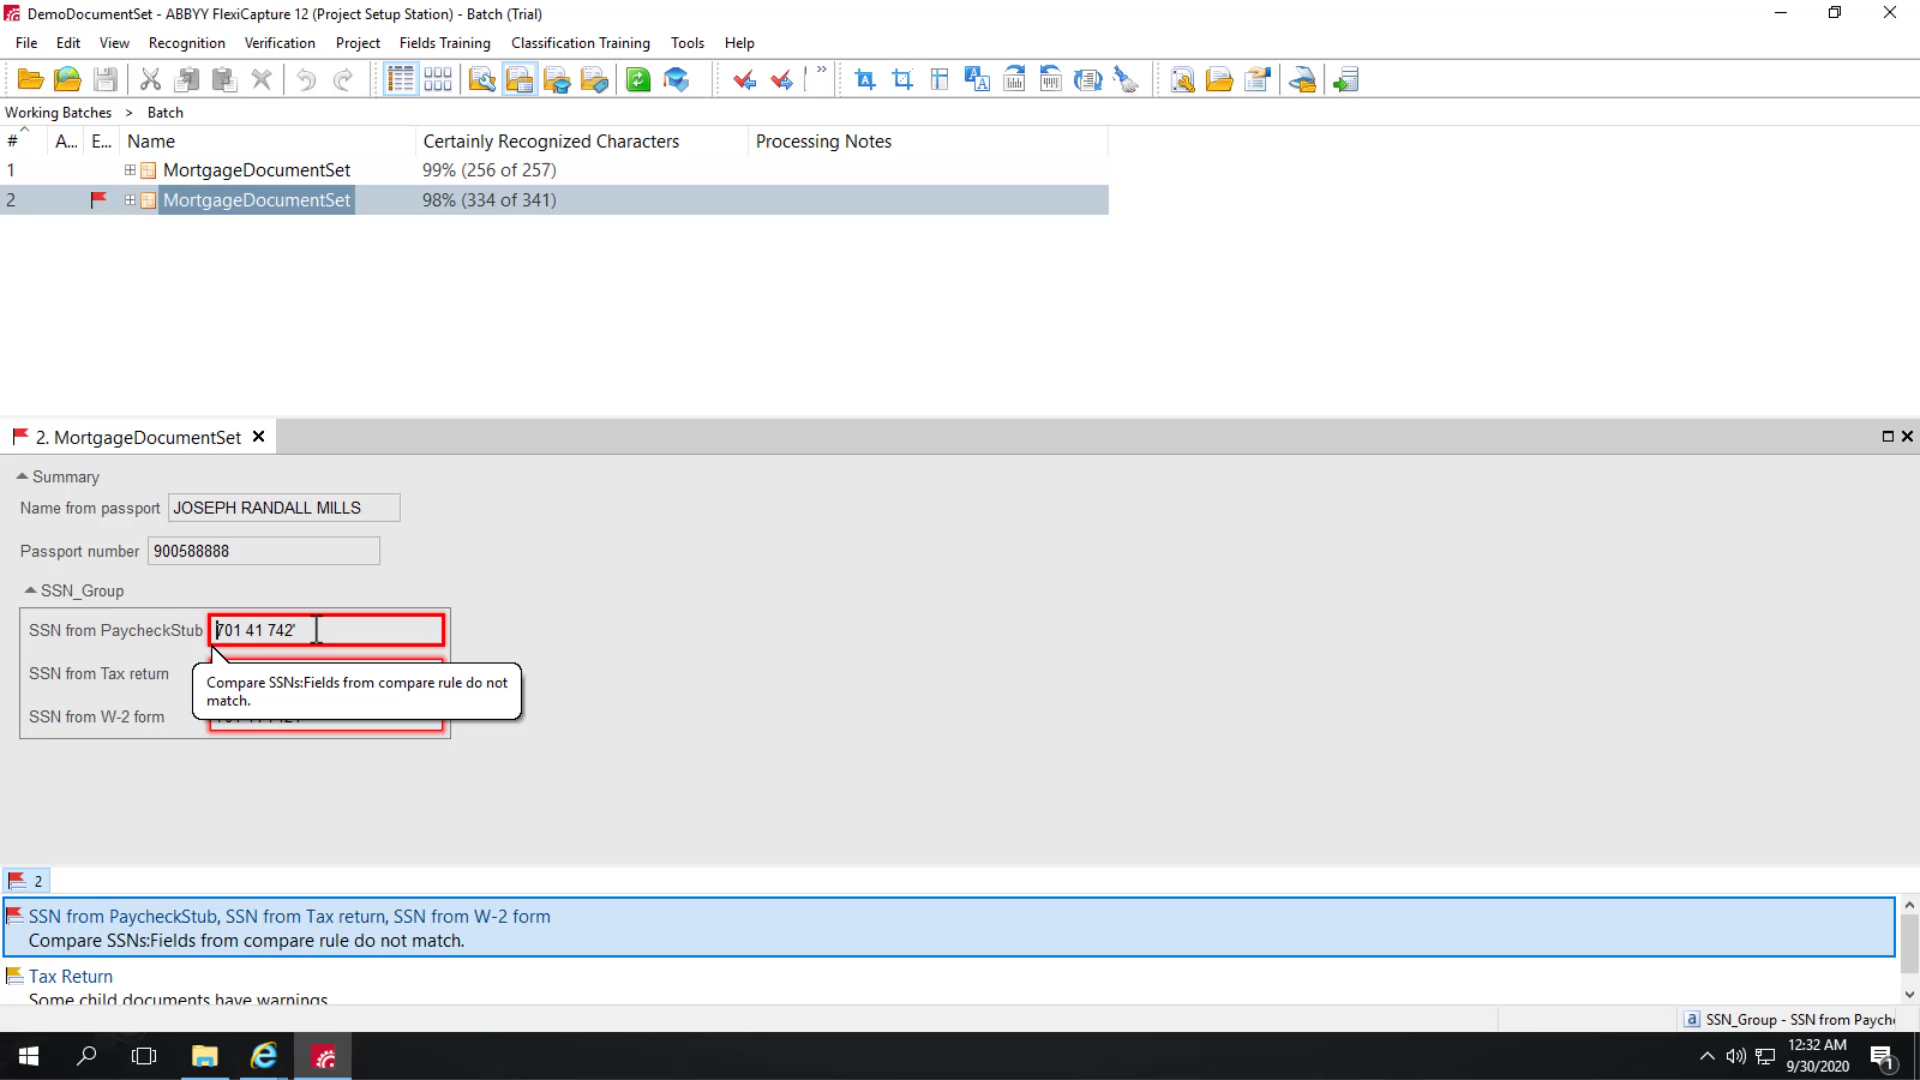 DemoDocumentSet - ABBYY FlexiCapture 12 (Project Setup Station) - Batch (Trial)
File Edit View Recognition Verification Project Fields Training Classification Training Tools Help
Working Batches > Batch
# A... E... Name Certainly Recognized Characters Processing Notes
1 MortgageDocumentSet 99% (256 of 257)
2 MortgageDocumentSet 98% (334 of 341)
2. MortgageDocumentSet
Summary
Name from passport JOSEPH RANDALL MILLS
Passport number 900588888
SSN_Group
SSN from PaycheckStub 701 41 742'
SSN from Tax return
Compare SSNs:Fields from compare rule do not
match.
SSN from W-2 form
2
SSN from PaycheckStub, SSN from Tax return, SSN from W-2 form
Compare SSNs:Fields from compare rule do not match.
Tax Return
Some child documents have warnings
SSN_Group - SSN from Payche
12:32 AM
9/30/2020
1